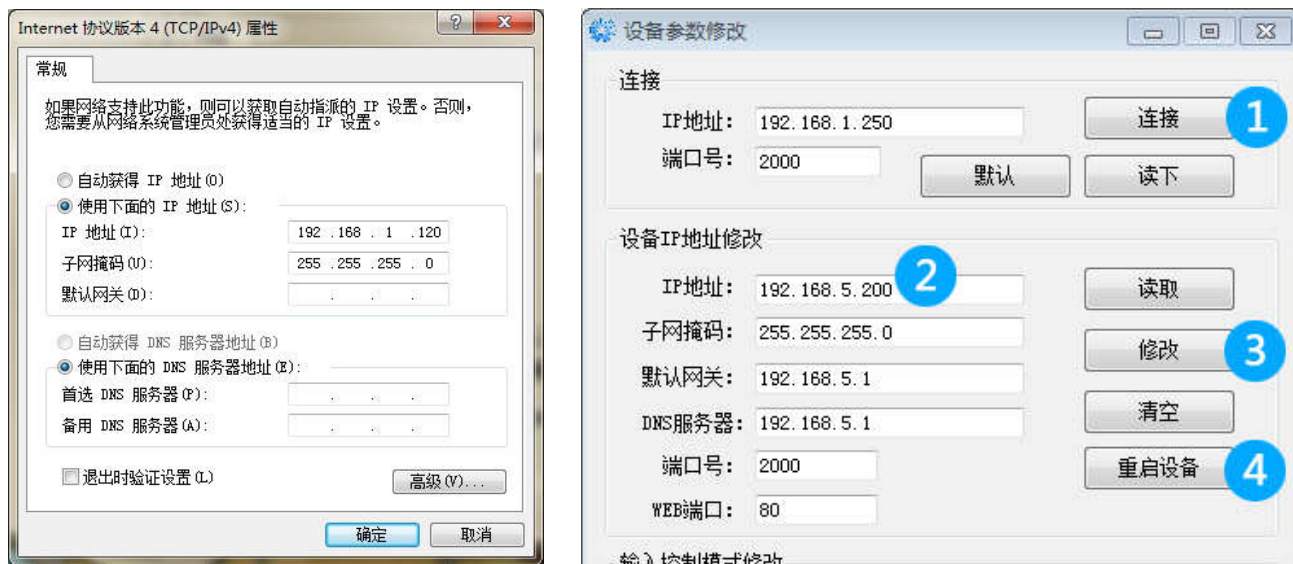 Internet 协议版本 4 (TCP/IPv4) 属性
常规
如果网络支持此功能，则可以获取自动指派的 IP 设置。否则，
您需要从网络系统管理员处获得适当的 IP 设置。
自动获得 IP 地址(O)
使用下面的 IP 地址(S):
IP 地址(I): 192 .168 . 1 .120
子网掩码(U): 255 .255 .255 . 0
默认网关(D): . . .
自动获得 DNS 服务器地址(B)
使用下面的 DNS 服务器地址(E):
首选 DNS 服务器(P): . . .
备用 DNS 服务器(A): . . .
退出时验证设置(L)
高级(V)...
确定 取消
设备参数修改
连接
IP地址: 192.168.1.250 连接 1
端口号: 2000 默认 读下
设备IP地址修改
IP地址: 192.168.5.200 2 读取
子网掩码: 255.255.255.0
修改 3
默认网关: 192.168.5.1
DNS服务器: 192.168.5.1 清空
端口号: 2000 重启设备 4
WEB端口: 80
输入控制模式修改